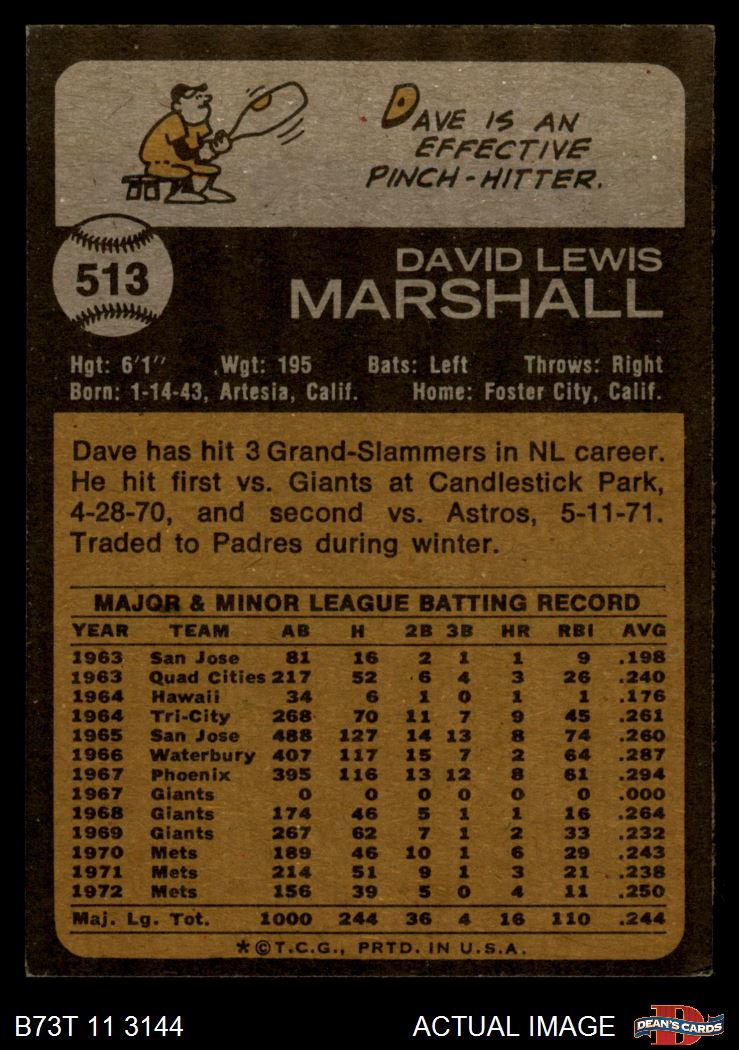 DAVE IS AN
EFFECTIVE
PINCH-HITTER.
513
DAVID LEWIS
MARSHALL
Hgt: 6'1" Wgt: 195 Bats: Left Throws: Right
Born: 1-14-43, Artesia, Calif. Home: Foster City, Calif.
Dave has hit 3 Grand-Slammers in NL career.
He hit first vs. Giants at Candlestick Park,
4-28-70, and second vs. Astros, 5-11-71.
Traded to Padres during winter.
MAJOR & MINOR LEAGUE BATTING RECORD
YEAR TEAM AB H 2B 3B HR RBI AVG
1963 San Jose 81 16 2 1 1 9 .198
1963 Quad Cities 217 52 6 4 3 26 .240
1964 Hawaii 34 6 1 0 1 1 .176
1964 Tri-City 268 70 11 7 9 45 .261
1965 San Jose 488 127 14 13 8 74 .260
1966 Waterbury 407 117 15 7 2 64 .287
1967 Phoenix 395 116 13 12 8 61 .294
1967 Giants 0 0 0 0 0 0 .000
1968 Giants 174 46 5 1 1 16 .264
1969 Giants 267 62 7 1 2 33 .232
1970 Mets 189 46 10 1 6 29 .243
1971 Mets 214 51 9 1 3 21 .238
1972 Mets 156 39 5 0 4 11 .250
Maj. Lg. Tot. 1000 244 36 4 16 110 .244
*©T.C.G., PRTD. IN U.S.A.
B73T 11 3144 ACTUAL IMAGE DEAN'S CARDS